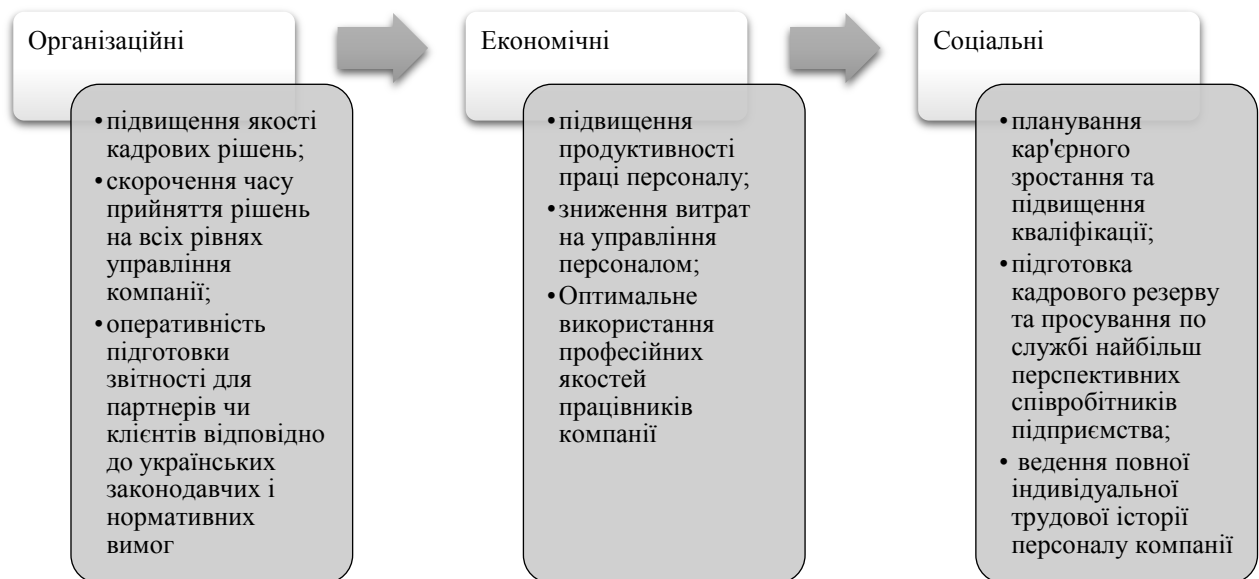 Організаційні
•підвищення якості
кадрових рішень;
•скорочення часу
прийняття рішень
на всіх рівнях
управління
компанії;
•оперативність
підготовки
звітності для
партнерів чи
клієнтів відповідно
до українських
законодавчих і
нормативних
вимог
Економічні
•підвищення
продуктивності
праці персоналу;
•зниження витрат
на управління
персоналом;
•Оптимальне
використання
професійних
якостей
працівників
компанії
Соціальні
•планування
кар'єрного
зростання та
підвищення
кваліфікації;
•підготовка
кадрового резерву
та просування по
службі найбільш
перспективних
співробітників
підприємства;
• ведення повної
індивідуальної
трудової історії
персоналу компанії